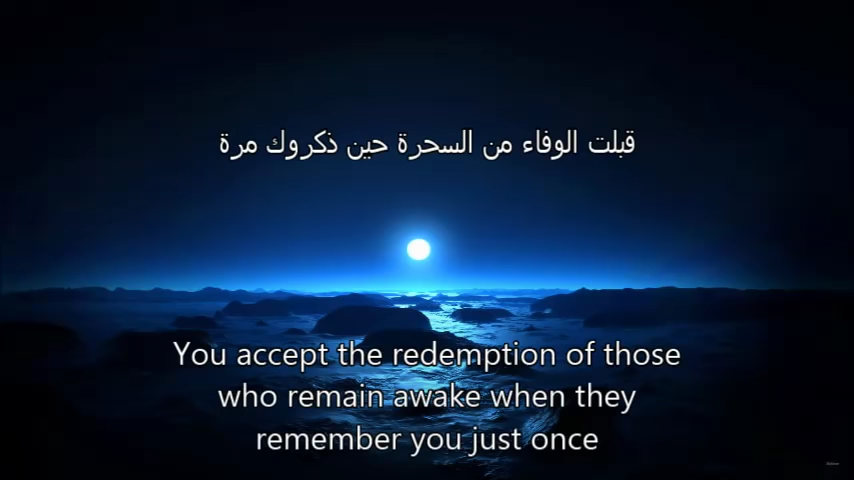 قبلت الوفاء من السحرة حين ذكروك مرة
You accept the redemption of those
who remain awake when they
remember you just once